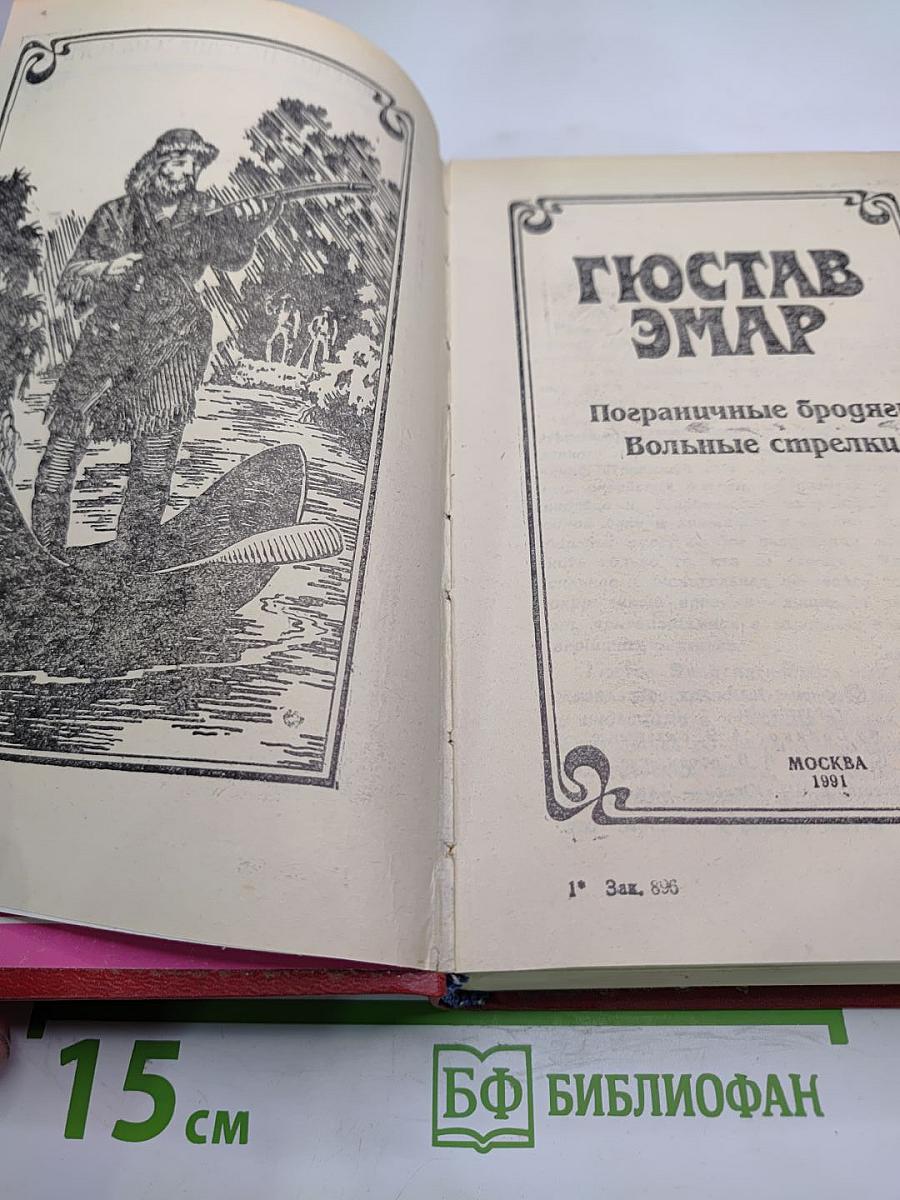 ГЮСТАВ
ЭМАР
Пограничные бродяг
Вольные стрелки
МОСКВА
1991
1* Зак. 896
15 см
БФ БИБЛИОФАН